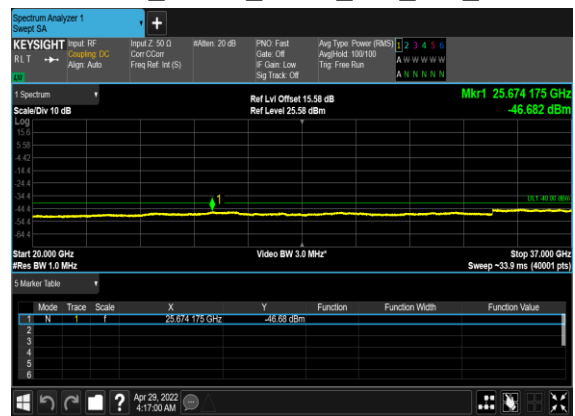 Spectrum Analyzer 1
Swept SA
+
KEYSIGHT Input: RF Input Z: 50 Ω #Atten: 20 dB PNO: Fast Avg Type: Power (RMS) 1 2 3 4 5 6
RLT Coupling: DC Corr CCorr Gate: Off Avg|Hold: 100/100 A W W W W W
Align: Auto Freq Ref: Int (S) IF Gain: Low Trig: Free Run
Sig Track: Off A N N N N N
1 Spectrum Ref Lvl Offset 15.58 dB Mkr1 25.674 175 GHz
Scale/Div 10 dB Ref Level 25.58 dBm -46.682 dBm
Log
15.6
5.58
-4.42
-14.4
-24.4
-34.4
-44.4
-54.4
-64.4
1
DL1 -40.00 dBm
Start 20.000 GHz Video BW 3.0 MHz* Stop 37.000 GHz
#Res BW 1.0 MHz Sweep ~33.9 ms (40001 pts)
5 Marker Table
Mode Trace Scale X Y Function Function Width Function Value
1 N 1 f 25.674 175 GHz -46.68 dBm
2
3
4
5
6
? Apr 29, 2022
4:17:00 AM